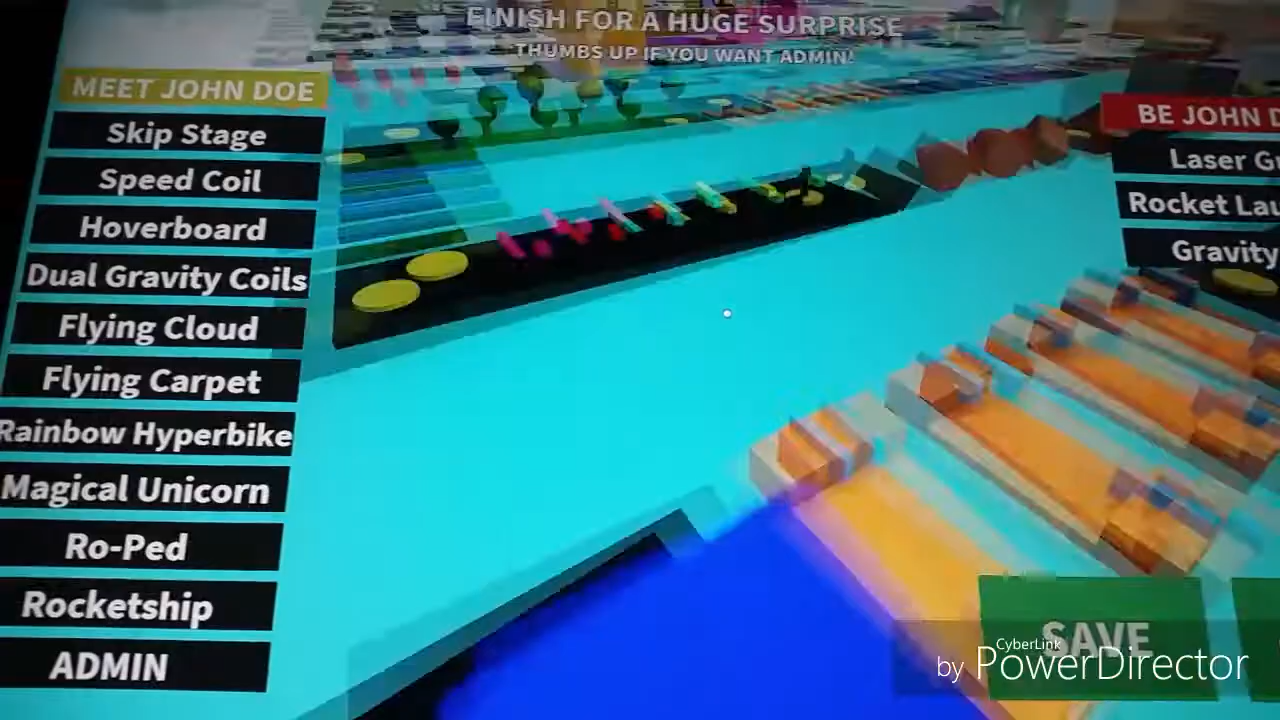 FINISH FOR A HUGE SURPRISE
THUMBS UP IF YOU WANT ADMIN!
MEET JOHN DOE
Skip Stage
Speed Coil
Hoverboard
Dual Gravity Coils
Flying Cloud
Flying Carpet
Rainbow Hyperbike
Magical Unicorn
Ro-Ped
Rocketship
ADMIN
BE JOHN D
Laser Gu
Rocket Lau
Gravity
SAVE
CyberLink
by PowerDirector